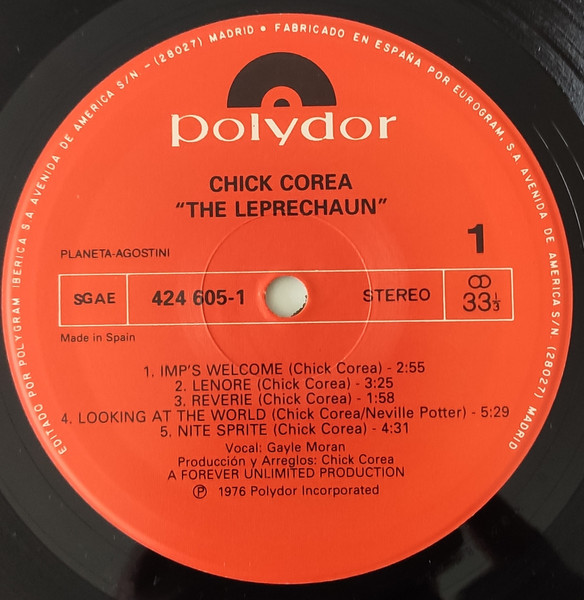 EDITADO POR POLYGRAM IBERICA S/A AVENIDA DE AMERICA S/N - (28027) MADRID • FABRICADO EN ESPAÑA POR EUROGRAM, S/A AVENIDA DE AMERICA S/N. (28027) MADRID
polydor
CHICK COREA
"THE LEPRECHAUN"
1
PLANETA-AGOSTINI
SGAE 424 605-1 STEREO 33⅓
Made in Spain
1. IMP'S WELCOME (Chick Corea) - 2:55
2. LENORE (Chick Corea) - 3:25
3. REVERIE (Chick Corea) - 1:58
4. LOOKING AT THE WORLD (Chick Corea/Neville Potter) - 5:29
5. NITE SPRITE (Chick Corea) - 4:31
Vocal: Gayle Moran
Producción y Arreglos: Chick Corea
A FOREVER UNLIMITED PRODUCTION
Ⓟ 1976 Polydor Incorporated